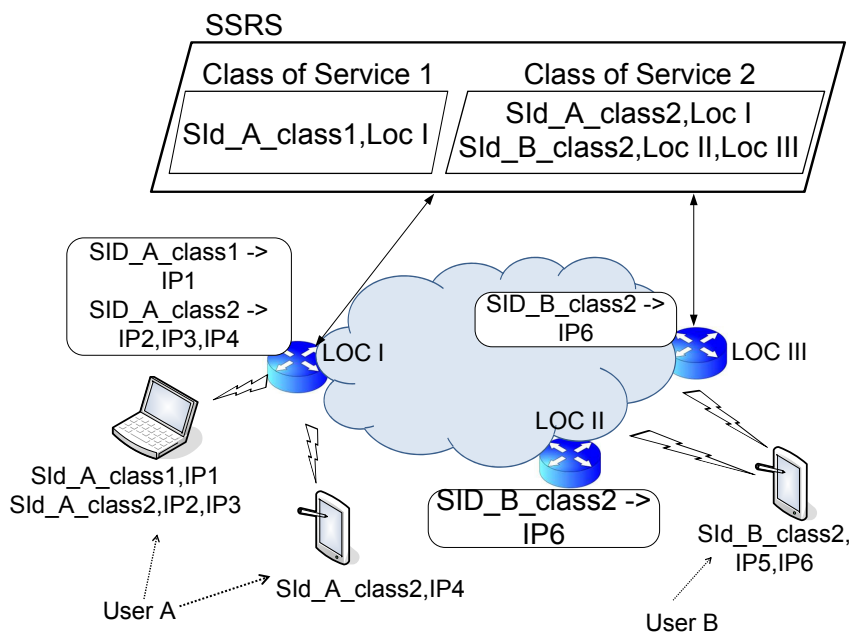 SSRS
Class of Service 1
Class of Service 2
SId_A_class1,Loc I
SId_A_class2,Loc I
SId_B_class2,Loc II,Loc III
SID_A_class1 ->
IP1
SID_A_class2 ->
IP2,IP3,IP4
SID_B_class2 ->
IP6
LOC I
LOC III
LOC II
SId_A_class1,IP1
SId_A_class2,IP2,IP3
SID_B_class2 ->
IP6
SId_B_class2,
IP5,IP6
SId_A_class2,IP4
User A
User B